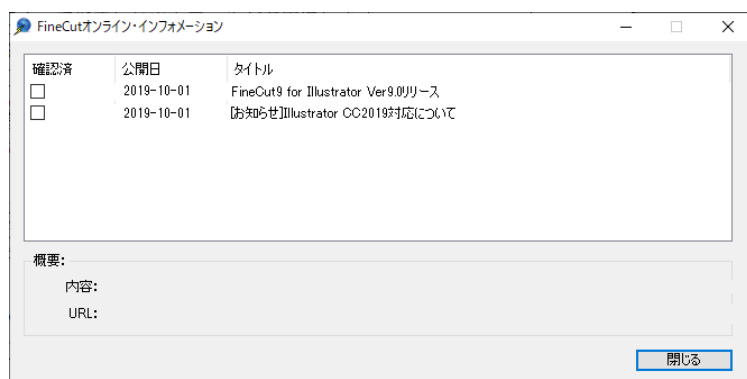 FineCutオンライン・インフォメーション
確認済 公開日 タイトル
2019-10-01 FineCut9 for Illustrator Ver9.0リリース
2019-10-01 [お知らせ]Illustrator CC2019対応について
概要:
内容:
URL:
閉じる